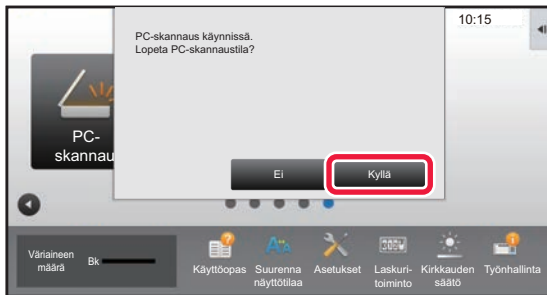 10:15
PC-skannaus käynnissä.
Lopeta PC-skannaustila?
PC-
skannau
Ei
Kyllä
Väriaineen
määrä
Bk
Käyttöopas
Suurenna
näyttötilaa
Asetukset
Laskuri-
toiminto
Kirkkauden
säätö
Työnhallinta